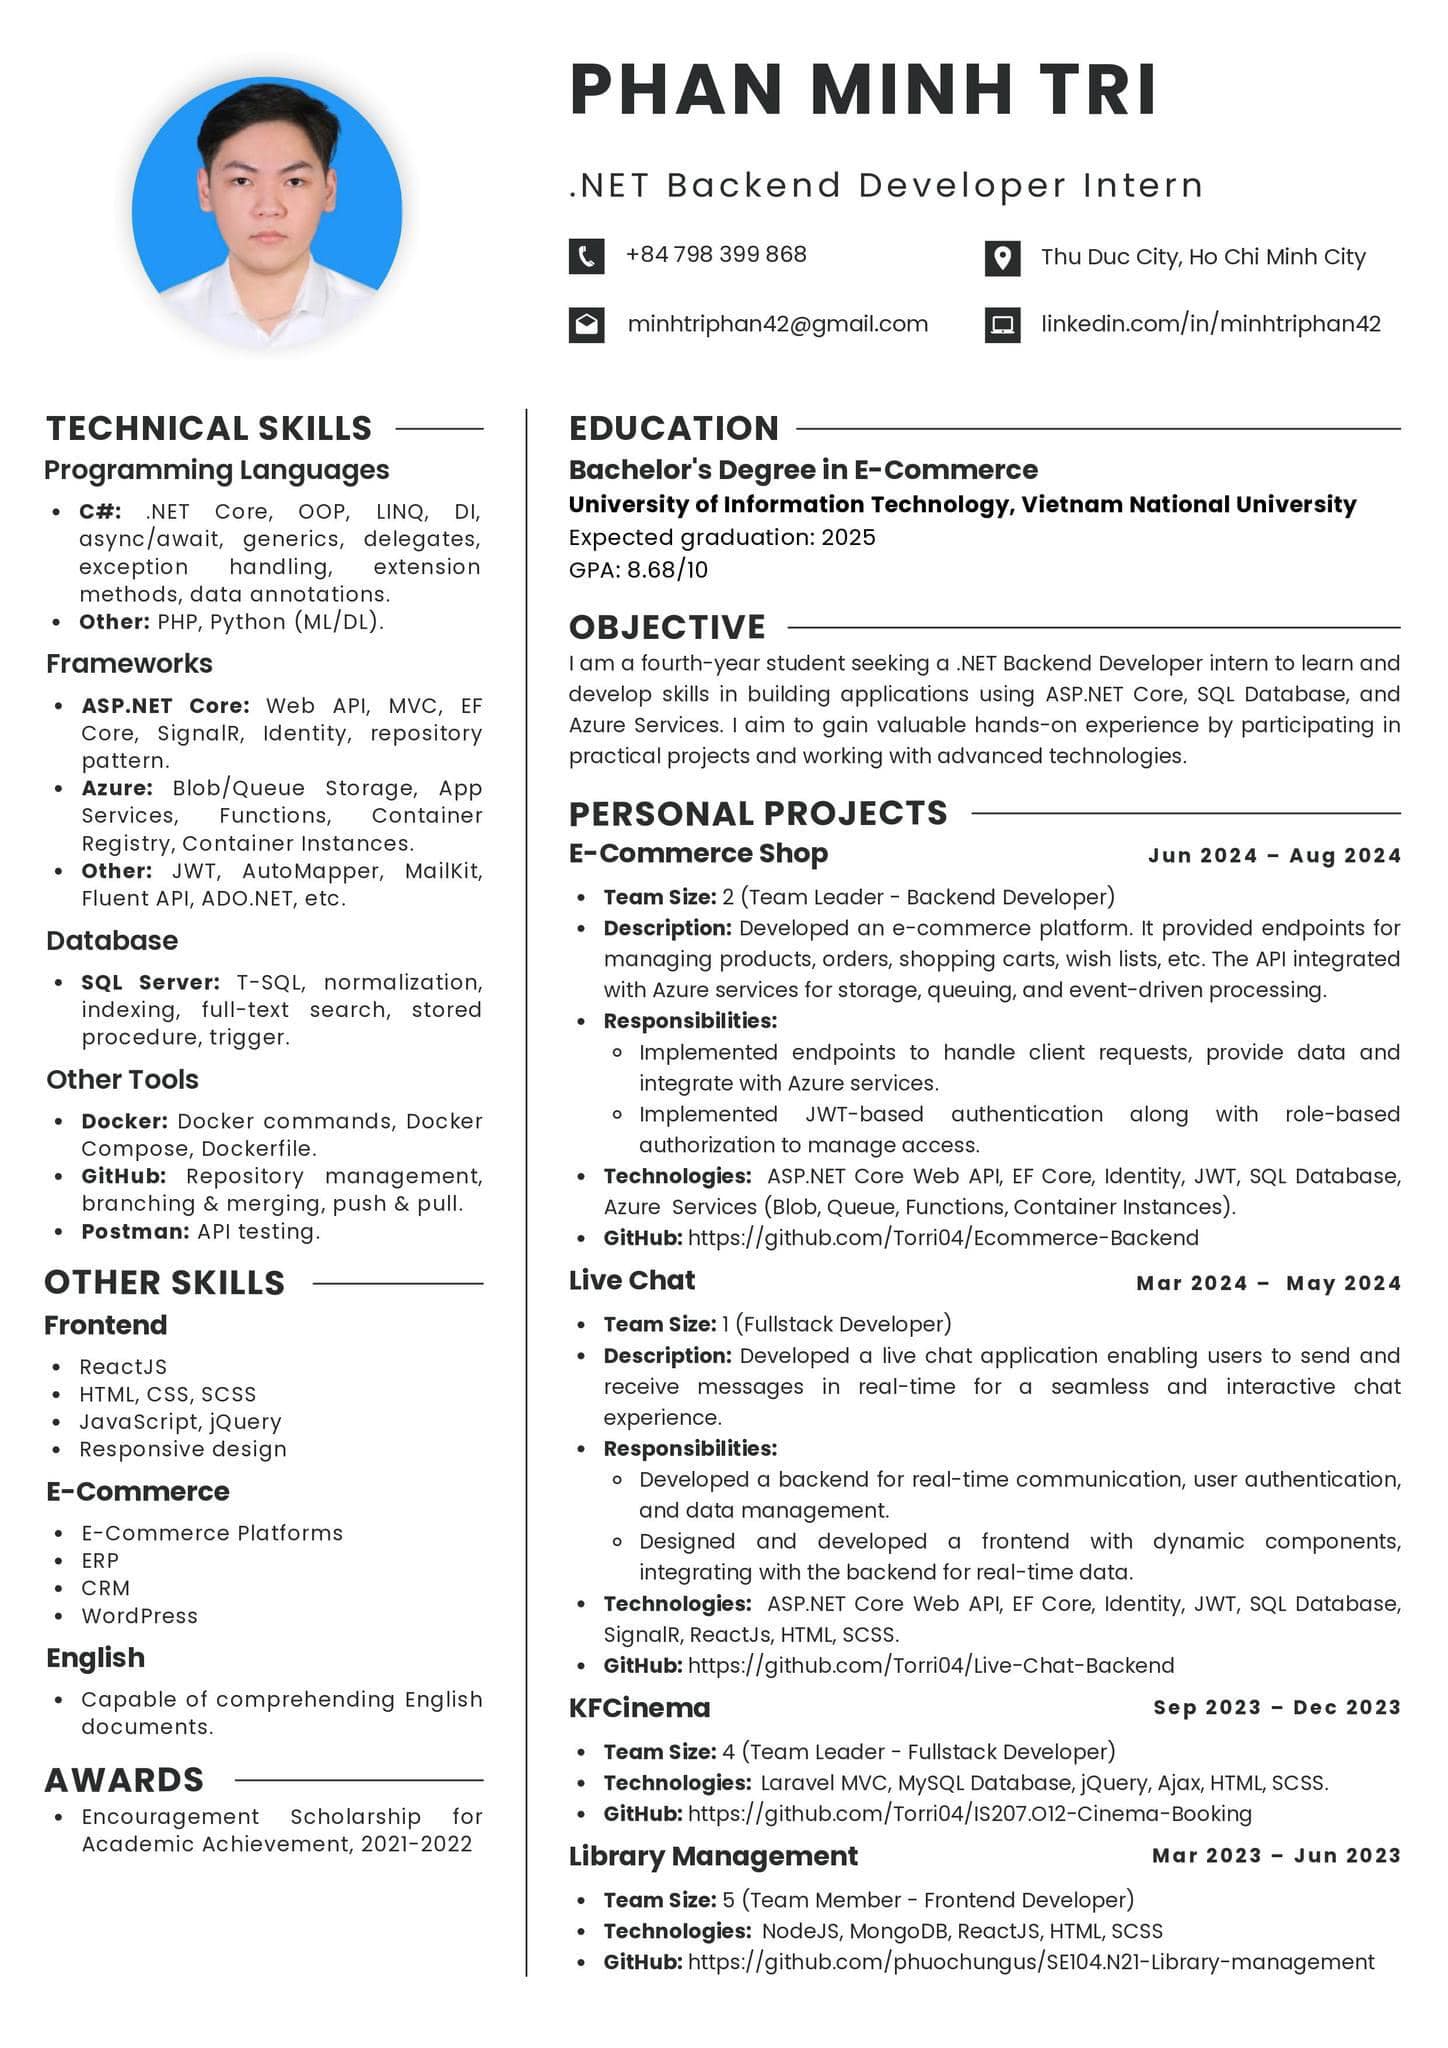 PHAN MINH TRI
.NET Backend Developer Intern
+84 798 399 868
Thu Duc City, Ho Chi Minh City
minhtriphan42@gmail.com
linkedin.com/in/minhtriphan42
TECHNICAL SKILLS
Programming Languages
• C#: .NET Core, OOP, LINQ, DI,
async/await, generics, delegates,
exception handling, extension
methods, data annotations.
• Other: PHP, Python (ML/DL).
Frameworks
• ASP.NET Core: Web API, MVC, EF
Core, SignalR, Identity, repository
pattern.
• Azure: Blob/Queue Storage, App
Services, Functions, Container
Registry, Container Instances.
• Other: JWT, AutoMapper, MailKit,
Fluent API, ADO.NET, etc.
Database
• SQL Server: T-SQL, normalization,
indexing, full-text search, stored
procedure, trigger.
Other Tools
• Docker: Docker commands, Docker
Compose, Dockerfile.
• GitHub: Repository management,
branching & merging, push & pull.
• Postman: API testing.
OTHER SKILLS
Frontend
• ReactJS
• HTML, CSS, SCSS
• JavaScript, jQuery
• Responsive design
E-Commerce
• E-Commerce Platforms
• ERP
• CRM
• WordPress
English
• Capable of comprehending English
documents.
AWARDS
• Encouragement Scholarship for
Academic Achievement, 2021-2022
EDUCATION
Bachelor's Degree in E-Commerce
University of Information Technology, Vietnam National University
Expected graduation: 2025
GPA: 8.68/10
OBJECTIVE
I am a fourth-year student seeking a .NET Backend Developer intern to learn and
develop skills in building applications using ASP.NET Core, SQL Database, and
Azure Services. I aim to gain valuable hands-on experience by participating in
practical projects and working with advanced technologies.
PERSONAL PROJECTS
E-Commerce Shop Jun 2024 – Aug 2024
• Team Size: 2 (Team Leader - Backend Developer)
• Description: Developed an e-commerce platform. It provided endpoints for
managing products, orders, shopping carts, wish lists, etc. The API integrated
with Azure services for storage, queuing, and event-driven processing.
• Responsibilities:
◦ Implemented endpoints to handle client requests, provide data and
integrate with Azure services.
◦ Implemented JWT-based authentication along with role-based
authorization to manage access.
• Technologies: ASP.NET Core Web API, EF Core, Identity, JWT, SQL Database,
Azure Services (Blob, Queue, Functions, Container Instances).
• GitHub: https://github.com/Torri04/Ecommerce-Backend
Live Chat Mar 2024 – May 2024
• Team Size: 1 (Fullstack Developer)
• Description: Developed a live chat application enabling users to send and
receive messages in real-time for a seamless and interactive chat
experience.
• Responsibilities:
◦ Developed a backend for real-time communication, user authentication,
and data management.
◦ Designed and developed a frontend with dynamic components,
integrating with the backend for real-time data.
• Technologies: ASP.NET Core Web API, EF Core, Identity, JWT, SQL Database,
SignalR, ReactJs, HTML, SCSS.
• GitHub: https://github.com/Torri04/Live-Chat-Backend
KFCinema Sep 2023 – Dec 2023
• Team Size: 4 (Team Leader - Fullstack Developer)
• Technologies: Laravel MVC, MySQL Database, jQuery, Ajax, HTML, SCSS.
• GitHub: https://github.com/Torri04/IS207.O12-Cinema-Booking
Library Management Mar 2023 – Jun 2023
• Team Size: 5 (Team Member - Frontend Developer)
• Technologies: NodeJS, MongoDB, ReactJS, HTML, SCSS
• GitHub: https://github.com/phuochungus/SE104.N21-Library-management